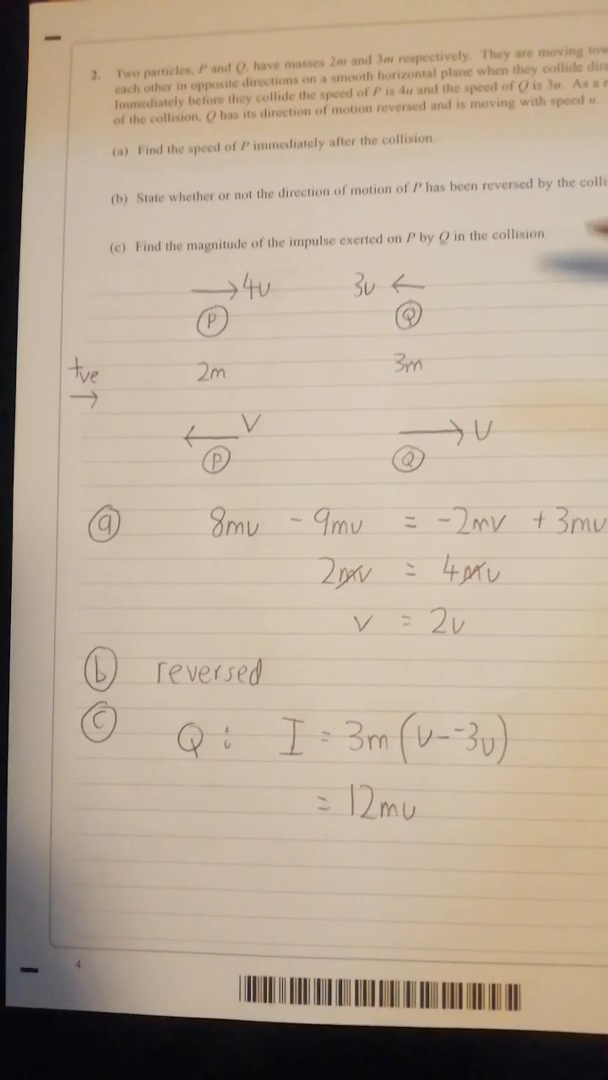 2. Two particles, P and Q, have masses 2m and 3m respectively. They are moving
each other in opposite directions on a smooth horizontal plane when they collide
Immediately before they collide the speed of P is 4u and the speed of Q is 3u. As a
of the collision, Q has its direction of motion reversed and is moving with speed u.
(a) Find the speed of P immediately after the collision.
(b) State whether or not the direction of motion of P has been reversed by the
(c) Find the magnitude of the impulse exerted on P by Q in the collision.
→ 4u 3u ←
P Q
+ve 2m 3m
→
← v → u
P Q
(a) 8mu - 9mu = -2mv + 3mu
2mv = 4mu
v = 2u
(b) reversed
(c) Q: I = 3m(u--3u)
= 12mu
4